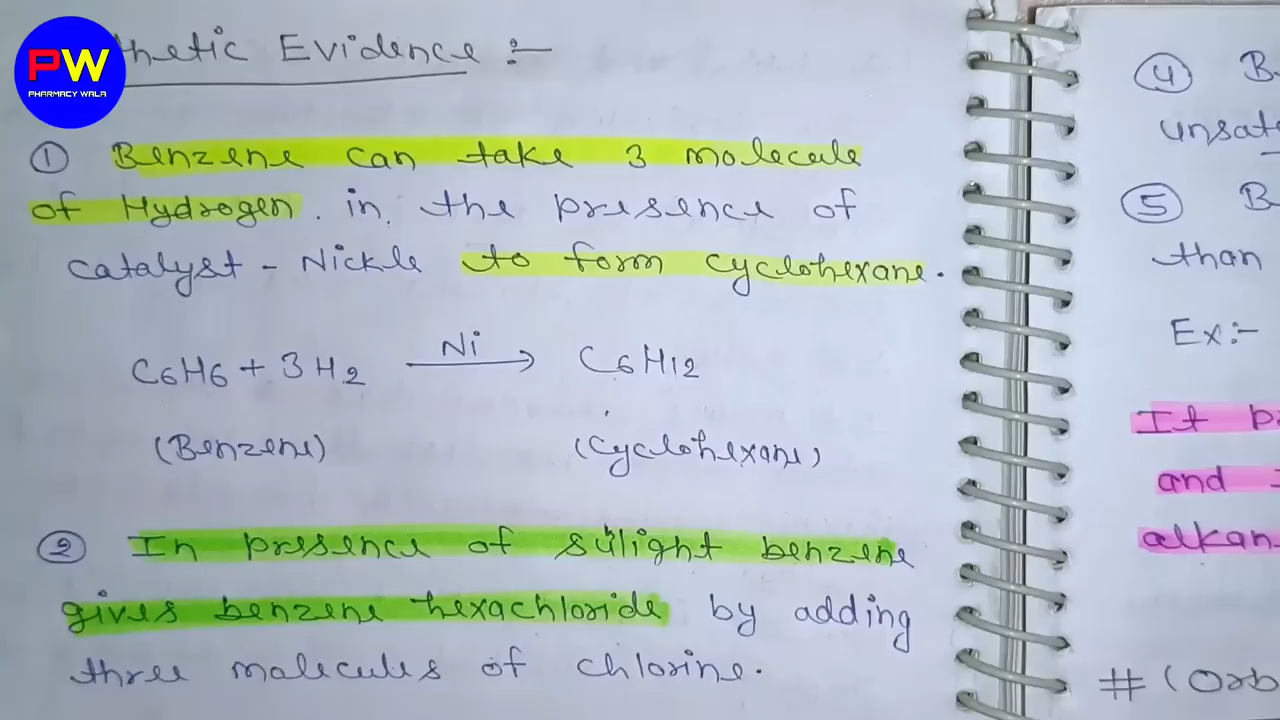 PW
PHARMACY WALA
thetic Evidence :-
① Benzene can take 3 molecule
of Hydrogen. in the presence of
catalyst - Nickle to form cyclohexane.
C6H6 + 3H2 Ni → C6H12
(Benzene) (Cyclohexane)
② In presence of sulight benzene
gives benzene hexachloride by adding
three molecules of chlorine.
④ B
unsat
⑤ B
than
Ex:-
It p
and
alkan
# (Orb